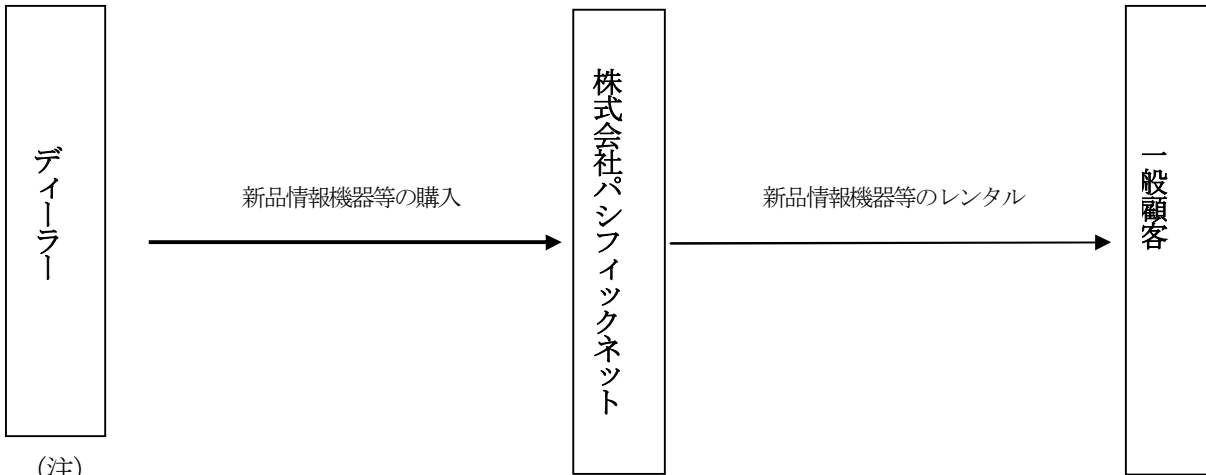 ディーラー
新品情報機器等の購入
株式会社パシフィックネット
新品情報機器等のレンタル
一般顧客
(注)